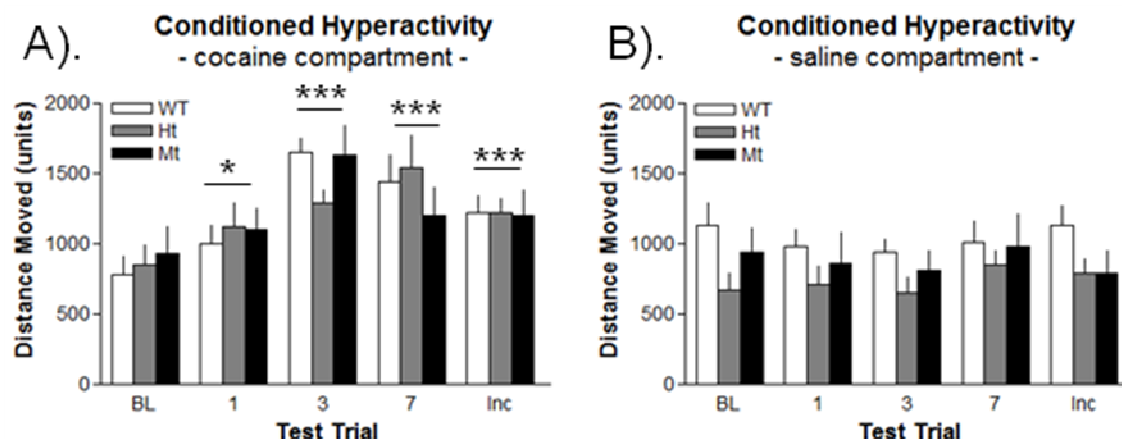 A).
Conditioned Hyperactivity
- cocaine compartment -
Distance Moved (units)
2000
1500
1000
500
0
WT
Ht
Mt
*
***
***
***
BL 1 3 7 Inc
Test Trial
B).
Conditioned Hyperactivity
- saline compartment -
Distance Moved (units)
2000
1500
1000
500
0
WT
Ht
Mt
BL 1 3 7 Inc
Test Trial